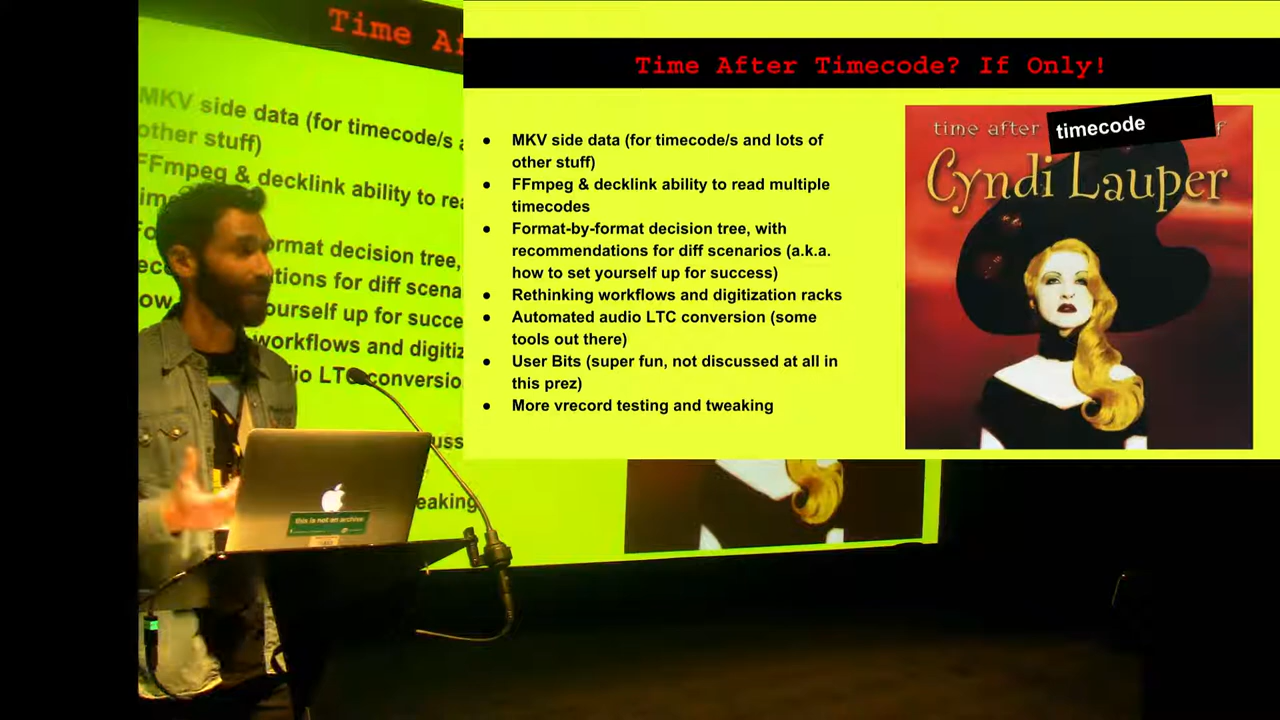 Time Af
MKV side data (for timecode/s a
other stuff)
FFmpeg & decklink ability to rea
ormat decision tree,
tions for diff scena
ourself up for succe
workflows and digitiz
io LTC conversio
uss
eaking
this is not an archive
Time After Timecode? If Only!
● MKV side data (for timecode/s and lots of
other stuff)
● FFmpeg & decklink ability to read multiple
timecodes
● Format-by-format decision tree, with
recommendations for diff scenarios (a.k.a.
how to set yourself up for success)
● Rethinking workflows and digitization racks
● Automated audio LTC conversion (some
tools out there)
● User Bits (super fun, not discussed at all in
this prez)
● More vrecord testing and tweaking
time after timecode f
Cyndi Lauper